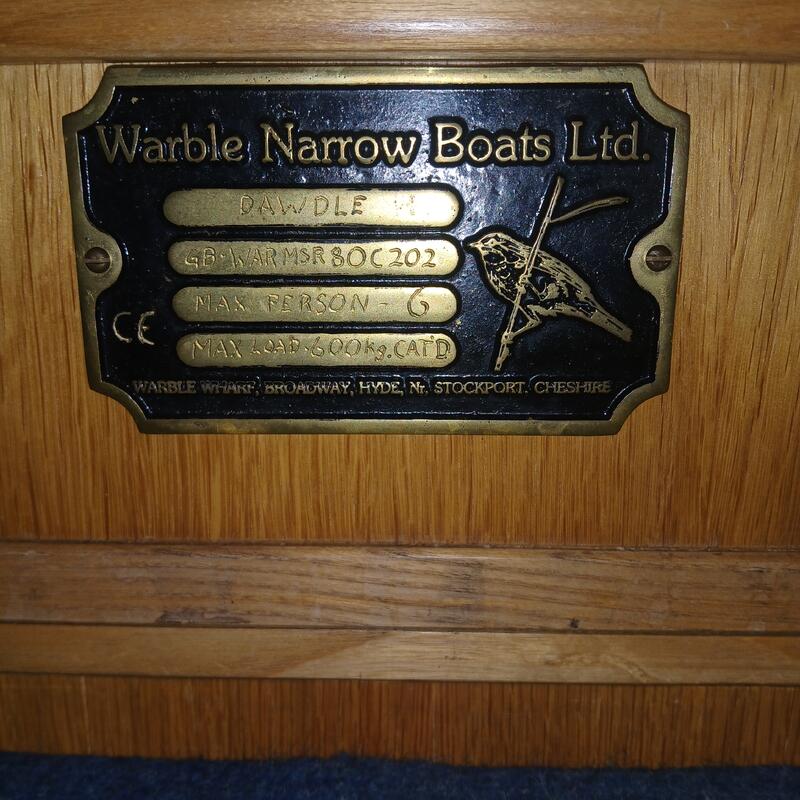 Warble Narrow Boats Ltd.
DAWDLE
GB-WARMSR80C202
MAX PERSON - 6
MAX LOAD. 600Kg. CAT'D
CE
WARBLE WHARF, BROADWAY, HYDE, Nr. STOCKPORT. CHESHIRE